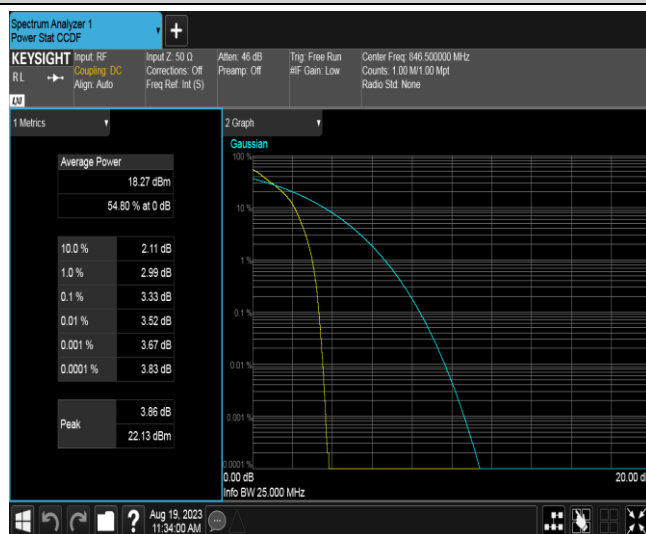 Spectrum Analyzer 1
Power Stat CCDF
+
KEYSIGHT Input: RF Input Z: 50 Ω Atten: 46 dB Trig: Free Run Center Freq: 846.500000 MHz
RL Coupling: DC Corrections: Off Preamp: Off #IF Gain: Low Counts: 1.00 M/1.00 Mpt
Align: Auto Freq Ref: Int (S) Radio Std: None
LXI
1 Metrics
Average Power
18.27 dBm
54.80 % at 0 dB
10.0 % 2.11 dB
1.0 % 2.99 dB
0.1 % 3.33 dB
0.01 % 3.52 dB
0.001 % 3.67 dB
0.0001 % 3.83 dB
Peak 3.86 dB
22.13 dBm
2 Graph
Gaussian
100 %
10 %
1 %
0.1 %
0.01 %
0.001 %
0.0001 %
0.00 dB 20.00 d
Info BW 25.000 MHz
? Aug 19, 2023
11:34:00 AM